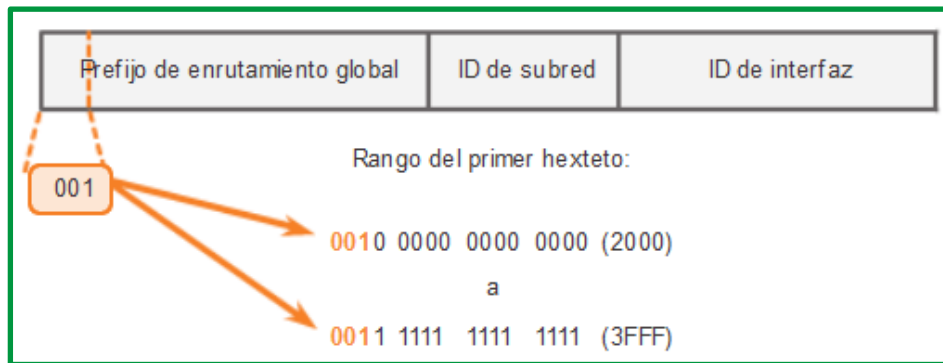 Prefijo de enrutamiento global ID de subred ID de interfaz
Rango del primer hexteto:
001
0010 0000 0000 0000 (2000)
a
0011 1111 1111 1111 (3FFF)